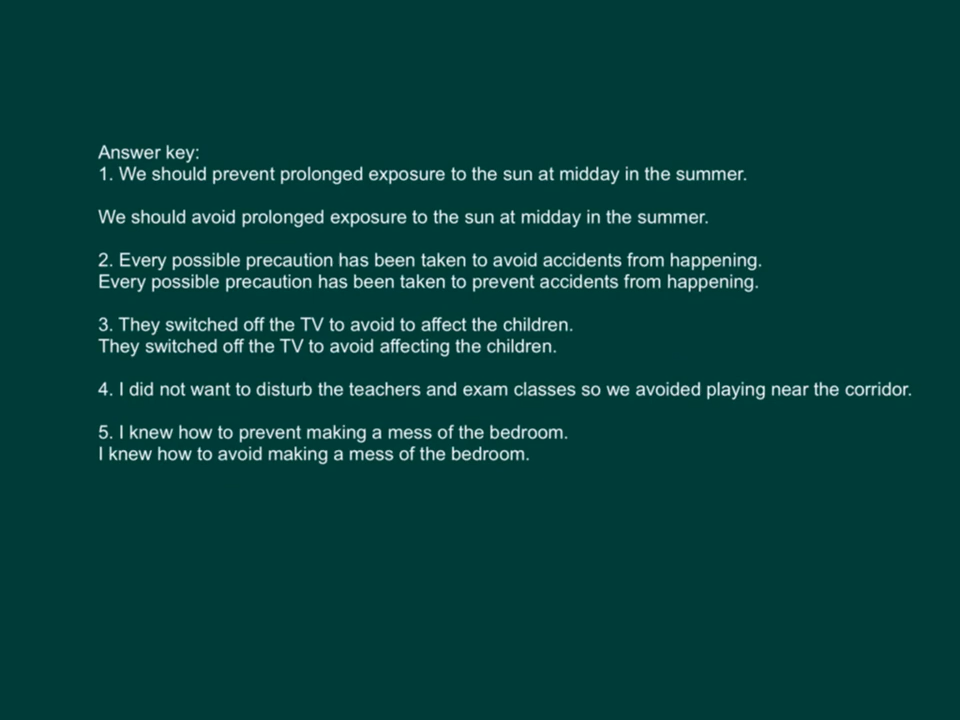 Answer key:
1. We should prevent prolonged exposure to the sun at midday in the summer.
We should avoid prolonged exposure to the sun at midday in the summer.
2. Every possible precaution has been taken to avoid accidents from happening.
Every possible precaution has been taken to prevent accidents from happening.
3. They switched off the TV to avoid to affect the children.
They switched off the TV to avoid affecting the children.
4. I did not want to disturb the teachers and exam classes so we avoided playing near the corridor.
5. I knew how to prevent making a mess of the bedroom.
I knew how to avoid making a mess of the bedroom.